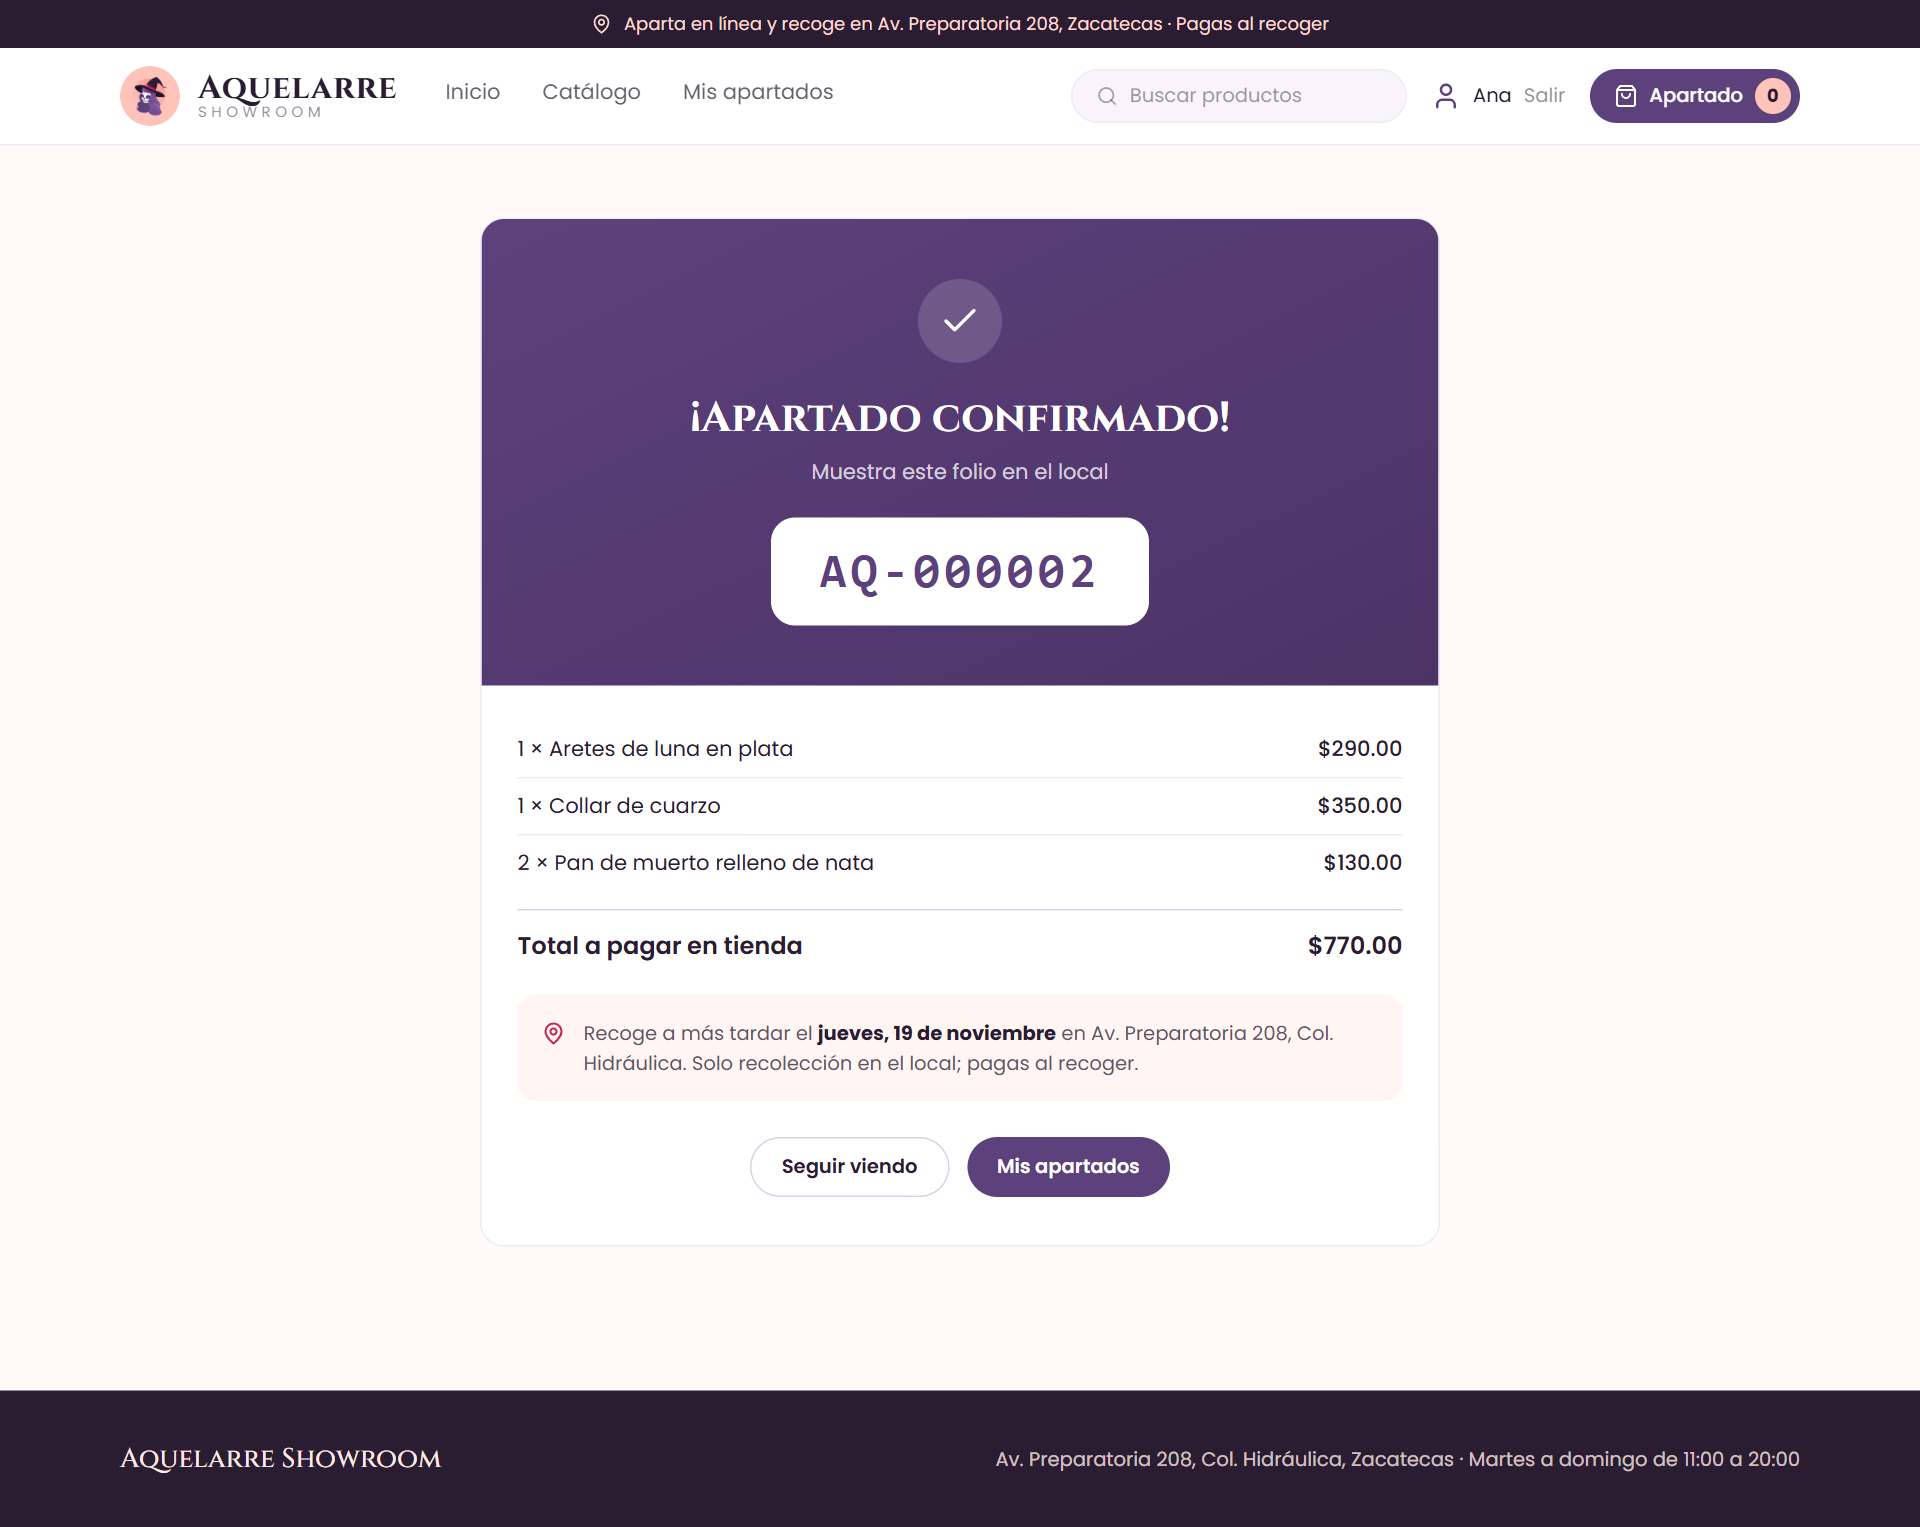 Aparta en línea y recoge en Av. Preparatoria 208, Zacatecas · Pagas al recoger
Aquelarre
SHOWROOM
Inicio
Catálogo
Mis apartados
Buscar productos
Ana
Salir
Apartado
0
¡Apartado confirmado!
Muestra este folio en el local
AQ-000002
1 × Aretes de luna en plata
$290.00
1 × Collar de cuarzo
$350.00
2 × Pan de muerto relleno de nata
$130.00
Total a pagar en tienda
$770.00
Recoge a más tardar el jueves, 19 de noviembre en Av. Preparatoria 208, Col.
Hidráulica. Solo recolección en el local; pagas al recoger.
Seguir viendo
Mis apartados
Aquelarre Showroom
Av. Preparatoria 208, Col. Hidráulica, Zacatecas · Martes a domingo de 11:00 a 20:00